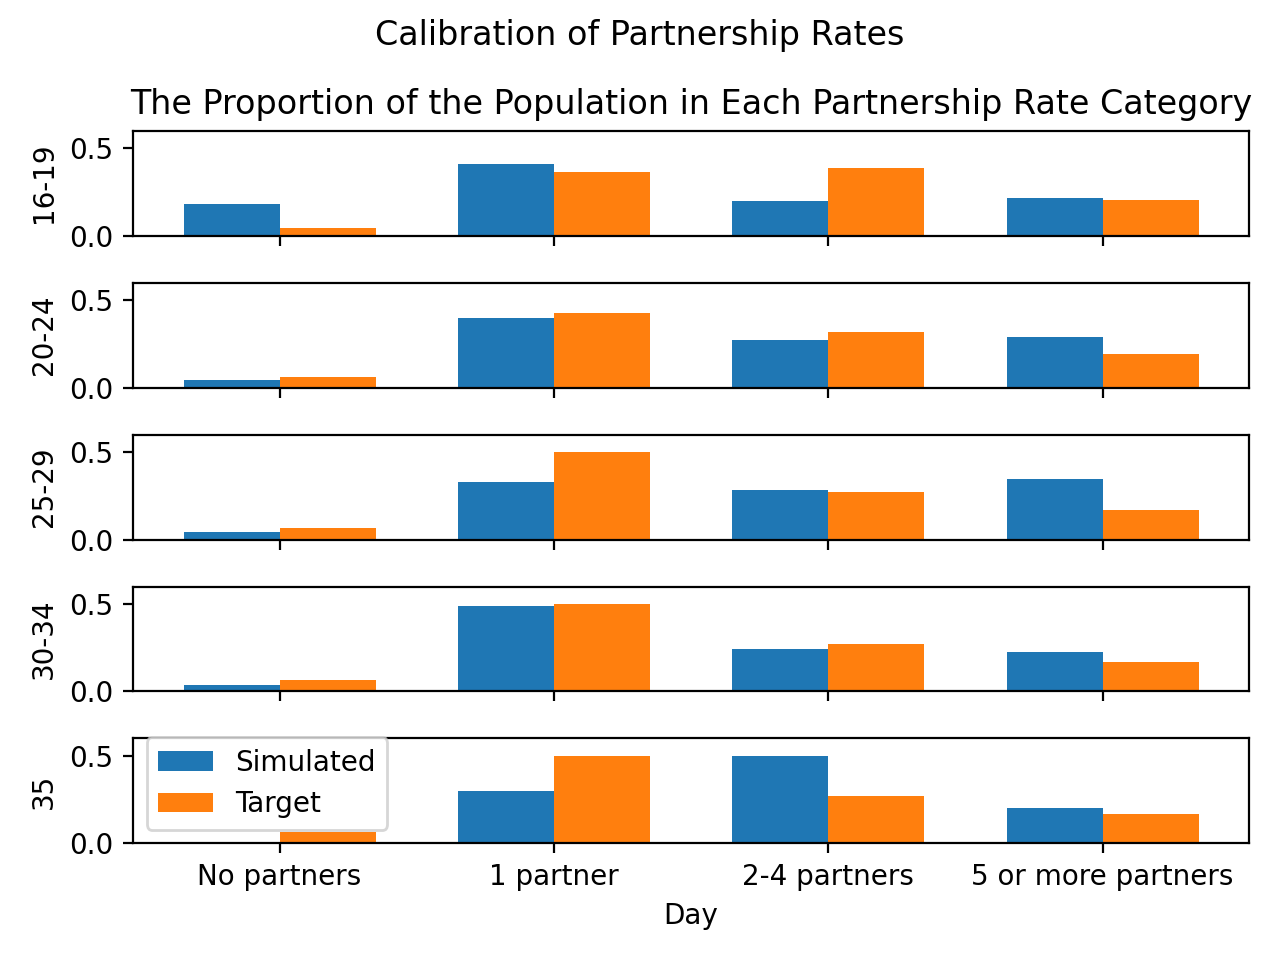 Calibration of Partnership Rates
The Proportion of the Population in Each Partnership Rate Category
0.5
0.0
16-19
0.5
0.0
20-24
0.5
0.0
25-29
0.5
0.0
30-34
0.5
0.0
35
Simulated
Target
No partners
1 partner
2-4 partners
5 or more partners
Day